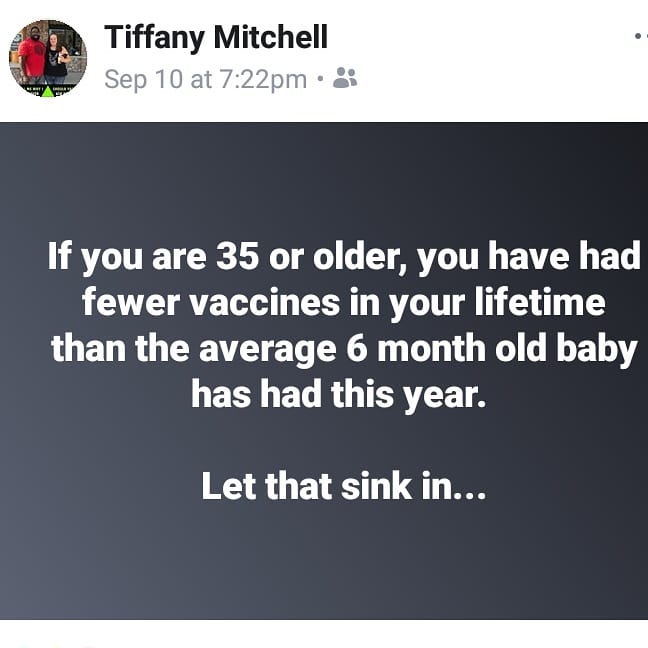 Tiffany Mitchell
Sep 10 at 7:22pm •
If you are 35 or older, you have had
fewer vaccines in your lifetime
than the average 6 month old baby
has had this year.
Let that sink in...